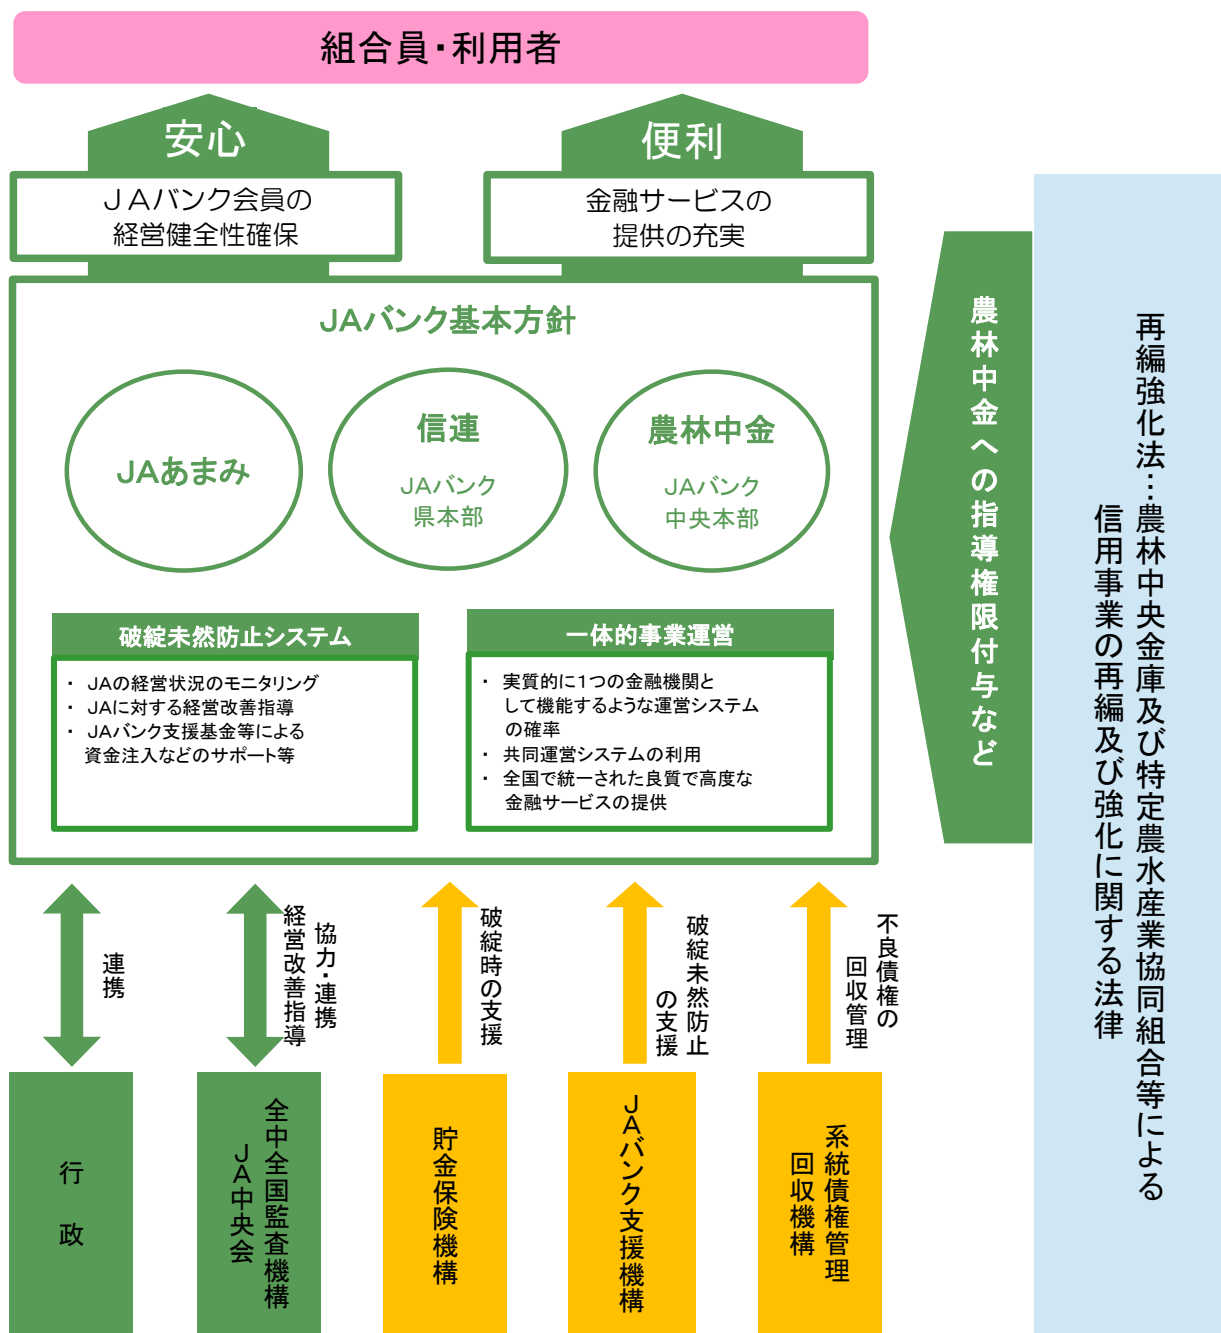 組合員・利用者
安心
便利
ＪＡバンク会員の
経営健全性確保
金融サービスの
提供の充実
JAバンク基本方針
JAあまみ
信連
JAバンク
県本部
農林中金
JAバンク
中央本部
破綻未然防止システム
・ JAの経営状況のモニタリング
・ JAに対する経営改善指導
・ JAバンク支援基金等による
資金注入などのサポート等
一体的事業運営
・ 実質的に1つの金融機関と
して機能するような運営システム
の確率
・ 共同運営システムの利用
・ 全国で統一された良質で高度な
金融サービスの提供
農林中金への指導権限付与など
再編強化法…農林中央金庫及び特定農水産業協同組合等による
信用事業の再編及び強化に関する法律
連携
協力・連携
経営改善指導
破綻時の支援
破綻未然防止
の支援
不良債権の
回収管理
行政
全中全国監査機構
ＪＡ中央会
貯金保険機構
ＪＡバンク支援機構
系統債権管理
回収機構